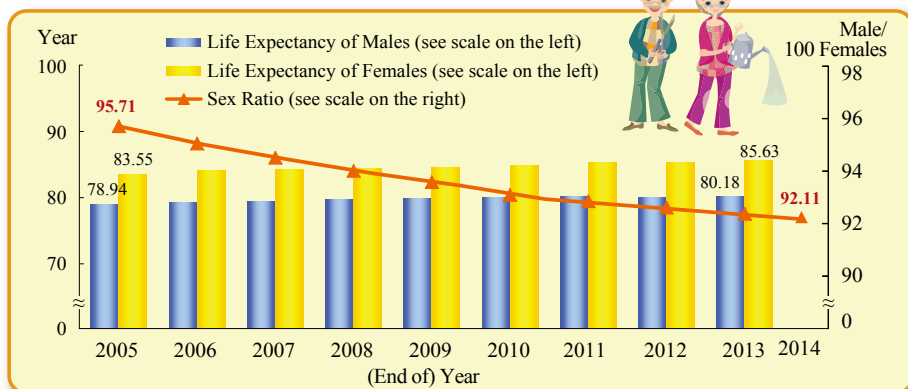 Year
Male/
100 Females
Life Expectancy of Males (see scale on the left)
Life Expectancy of Females (see scale on the left)
Sex Ratio (see scale on the right)
100
90
80
70
0
98
96
94
92
90
0
95.71
83.55
78.94
85.63
80.18
92.11
2005 2006 2007 2008 2009 2010 2011 2012 2013 2014
(End of) Year